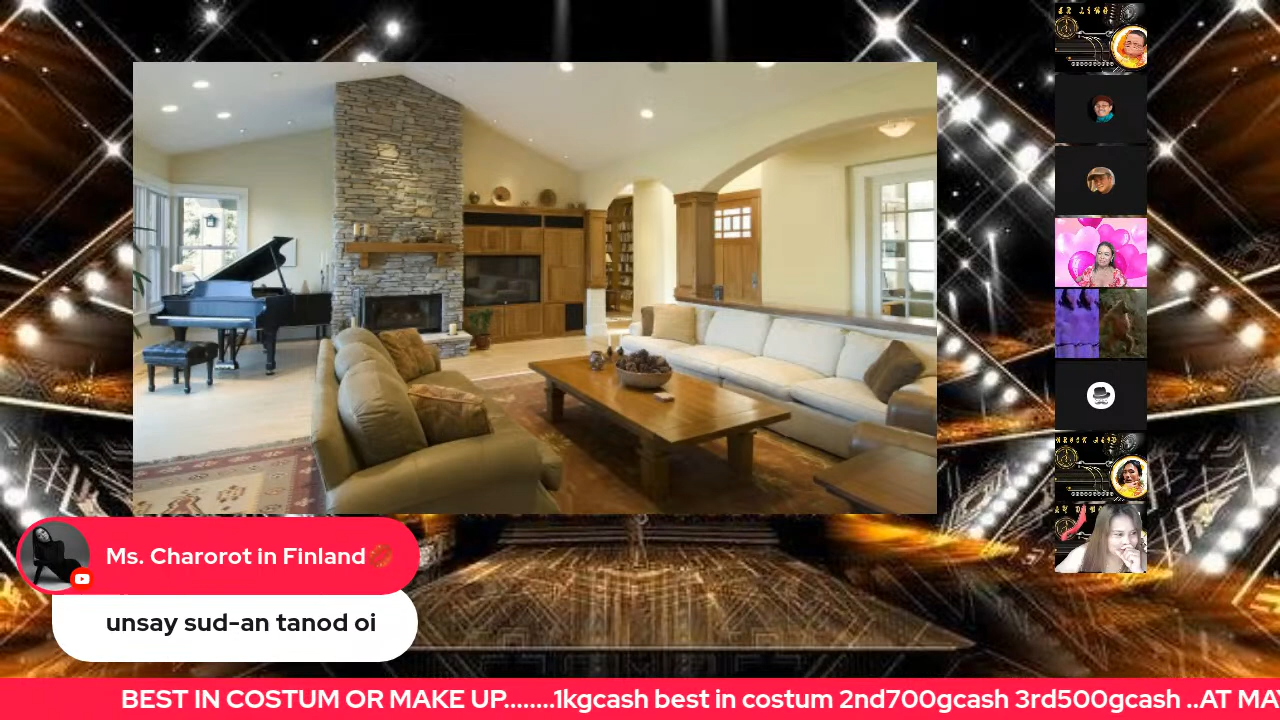 Ms. Charorot in Finland💋
unsay sud-an tanod oi
BEST IN COSTUM OR MAKE UP........1kgcash best in costum 2nd700gcash 3rd500gcash ..AT MA